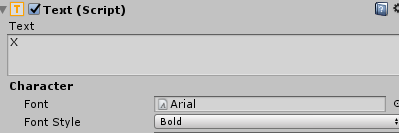 Text (Script)
Text
X
Character
Font Arial
Font Style Bold